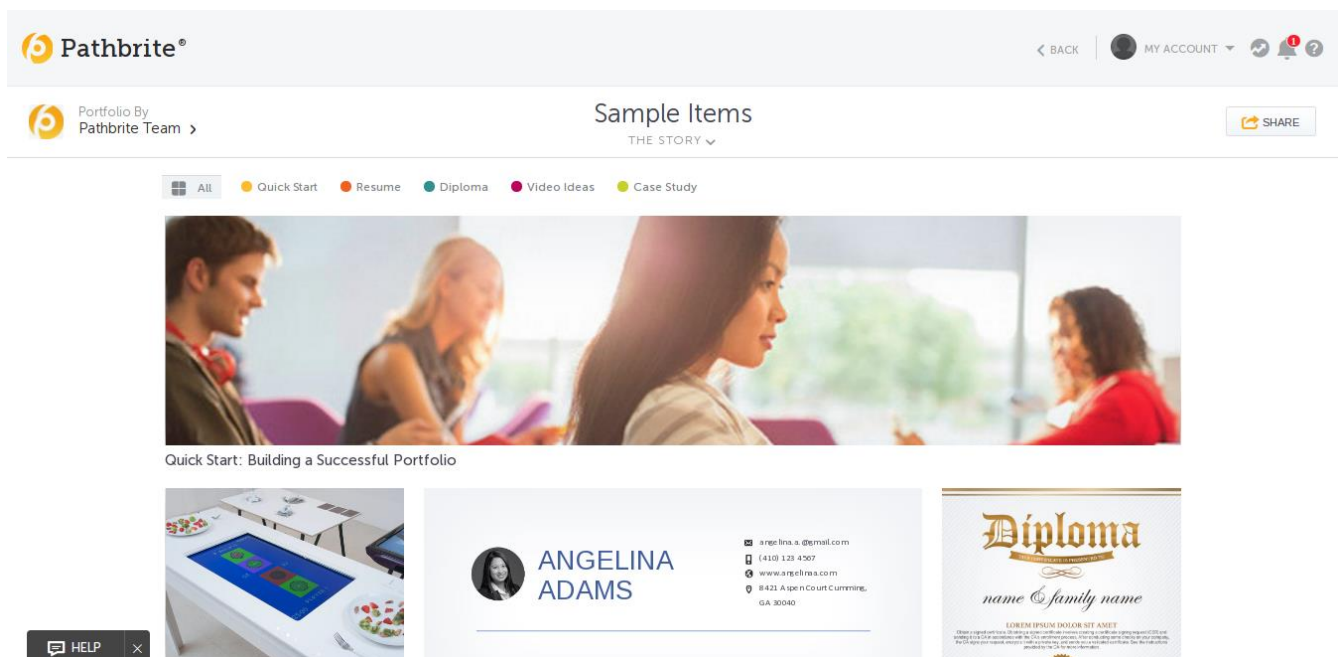 Pathbrite®
BACK
MY ACCOUNT
1
?
Portfolio By
Pathbrite Team
Sample Items
THE STORY
SHARE
All
Quick Start
Resume
Diploma
Video Ideas
Case Study
Quick Start: Building a Successful Portfolio
ANGELINA
ADAMS
angelina.a.@gmail.com
(410) 123 4567
www.angelinaa.com
8421 Aspen Court Cumming,
GA 30040
Diploma
name & family name
LOREM IPSUM DOLOR SIT AMET
HELP